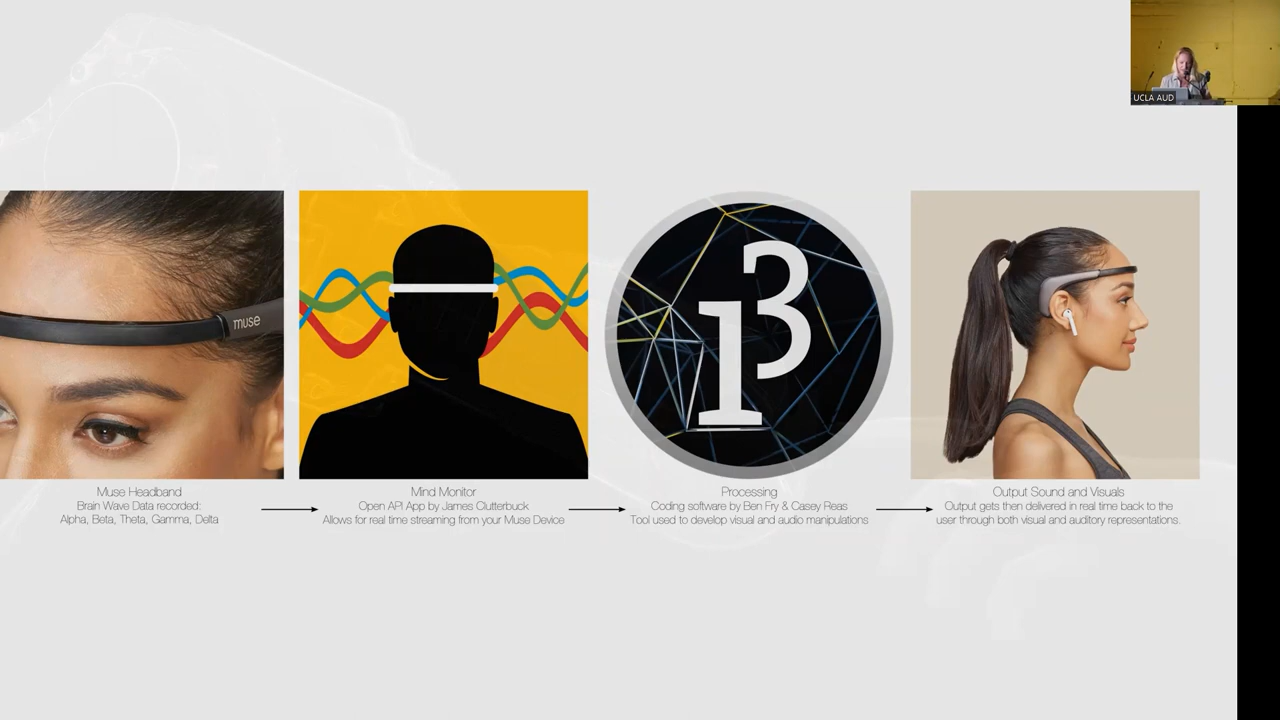 UCLA AUD
muse
13
Muse Headband
Brain Wave Data recorded:
Alpha, Beta, Theta, Gamma, Delta
Mind Monitor
Open API App by James Clutterbuck
Allows for real time streaming from your Muse Device
Processing
Coding software by Ben Fry & Casey Reas
Tool used to develop visual and audio manipulations
Output Sound and Visuals
Output gets then delivered in real time back to the
user through both visual and auditory representations.